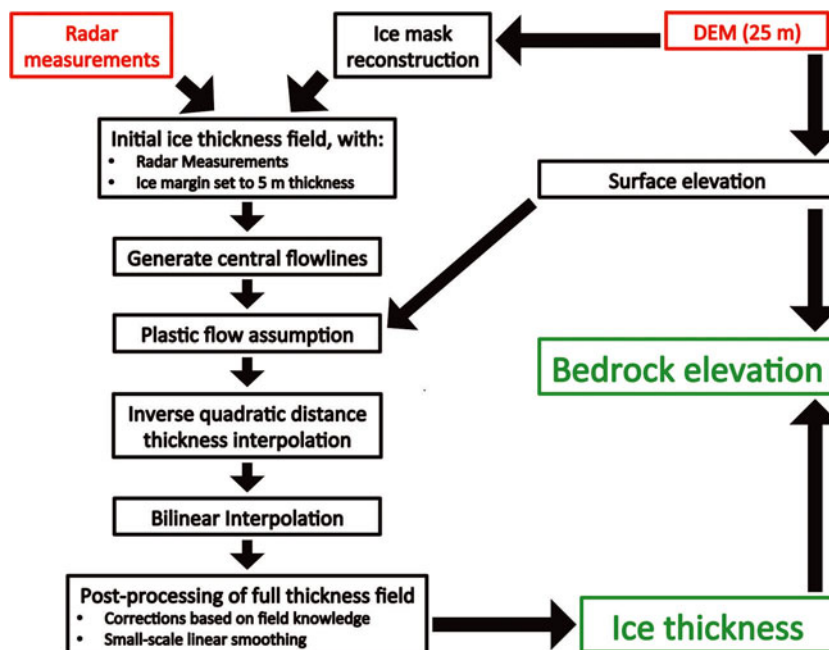 Radar
measurements
Ice mask
reconstruction
DEM (25 m)
Initial ice thickness field, with:
• Radar Measurements
• Ice margin set to 5 m thickness
Surface elevation
Generate central flowlines
Plastic flow assumption
Bedrock elevation
Inverse quadratic distance
thickness interpolation
Bilinear Interpolation
Post-processing of full thickness field
• Corrections based on field knowledge
• Small-scale linear smoothing
Ice thickness